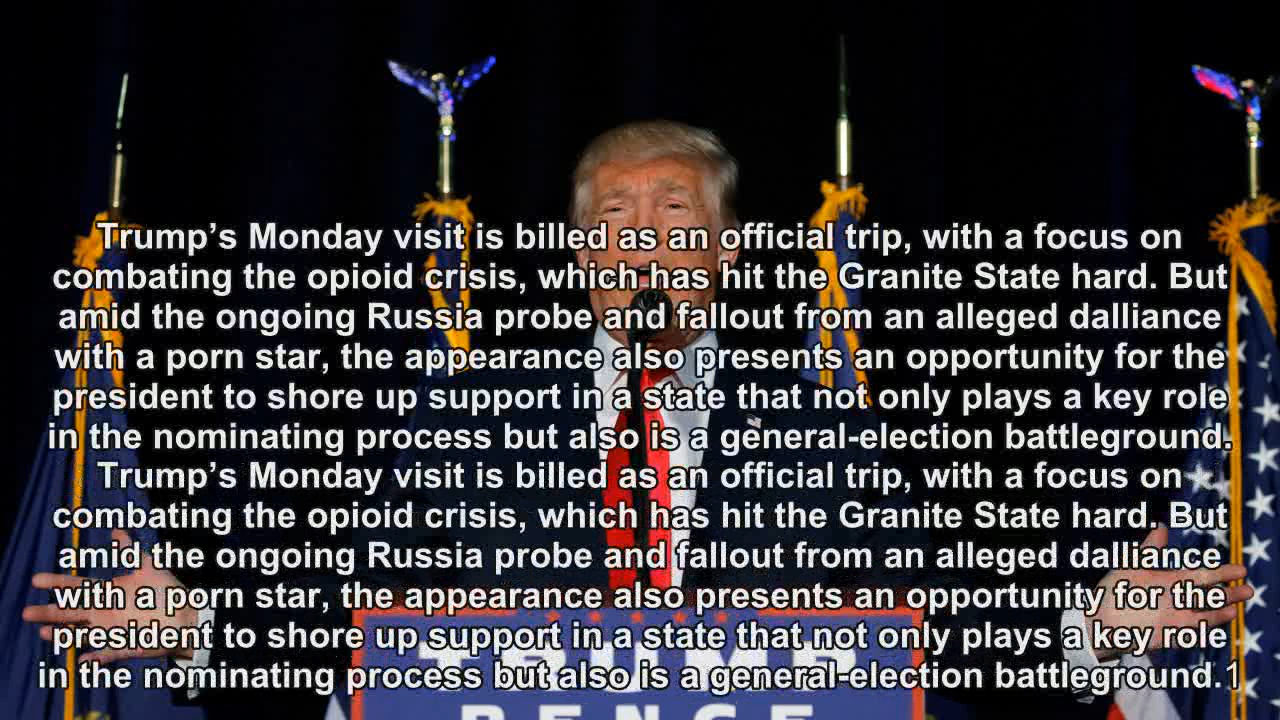 Trump’s Monday visit is billed as an official trip, with a focus on
combating the opioid crisis, which has hit the Granite State hard. But
amid the ongoing Russia probe and fallout from an alleged dalliance
with a porn star, the appearance also presents an opportunity for the
president to shore up support in a state that not only plays a key role
in the nominating process but also is a general-election battleground.
Trump’s Monday visit is billed as an official trip, with a focus on
combating the opioid crisis, which has hit the Granite State hard. But
amid the ongoing Russia probe and fallout from an alleged dalliance
with a porn star, the appearance also presents an opportunity for the
president to shore up support in a state that not only plays a key role
in the nominating process but also is a general-election battleground.1
TRUMP
PENCE